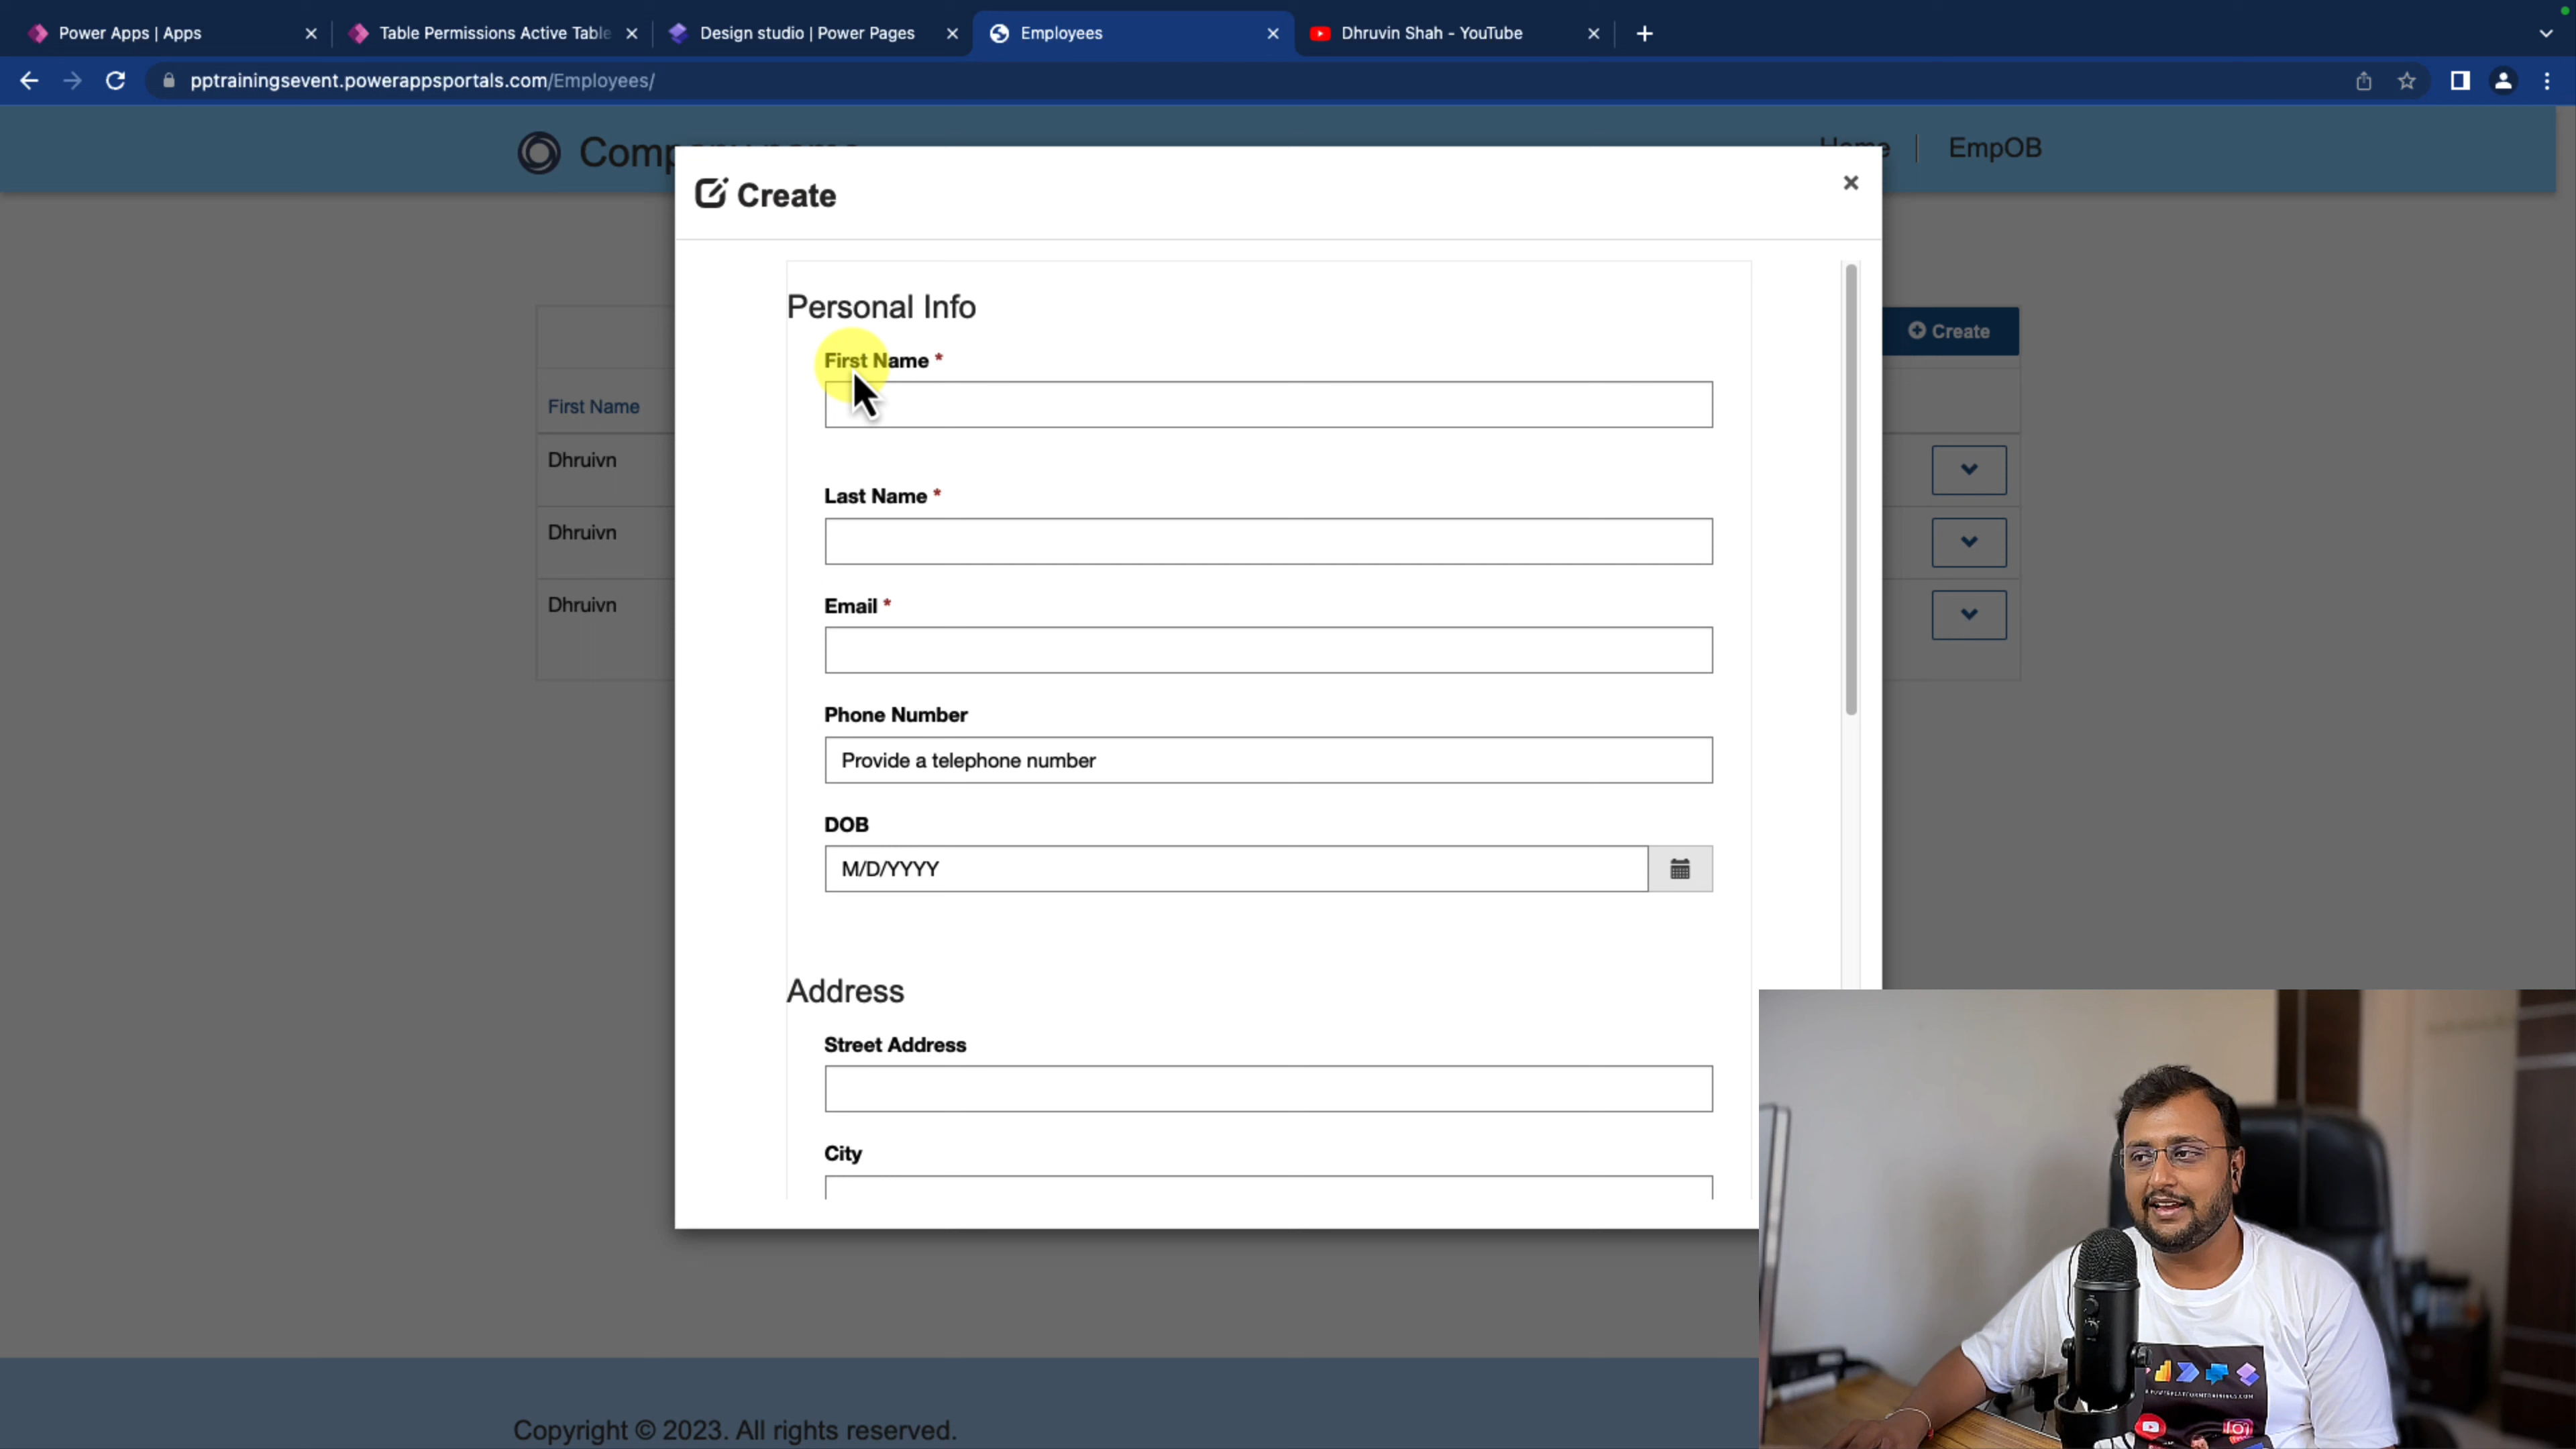 Power Apps | Apps
Table Permissions Active Table
Design studio | Power Pages
Employees
Dhruvin Shah - YouTube
pptrainingsevent.powerappsportals.com/Employees/
Home
EmpOB
Create
Personal Info
First Name *
Last Name *
Email *
Phone Number
Provide a telephone number
DOB
M/D/YYYY
Address
Street Address
City
Create
First Name
Dhruivn
Dhruivn
Dhruivn
Copyright © 2023. All rights reserved.